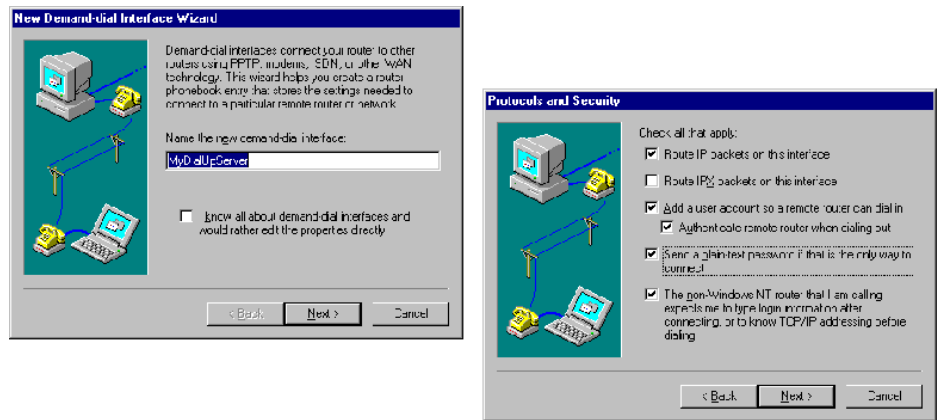 New Demand-dial Interface Wizard
Demand-dial interfaces connect your router to other
routers using PPTP, modems, ISDN, or other WAN
technology. This wizard helps you create a router
phonebook entry that stores the settings needed to
connect to a particular remote router or network.
Name the new demand-dial interface:
MyDialUpServer
I know all about demand-dial interfaces and
would rather edit the properties directly
< Back
Next >
Cancel
Protocols and Security
Check all that apply:
Route IP packets on this interface
Route IPX packets on this interface
Add a user account so a remote router can dial in
Authenticate remote router when dialing out
Send a plain-text password if that is the only way to
connect
The non-Windows NT router that I am calling
expects me to type login information after
connecting, or to know TCP/IP addressing before
dialing
< Back
Next >
Cancel